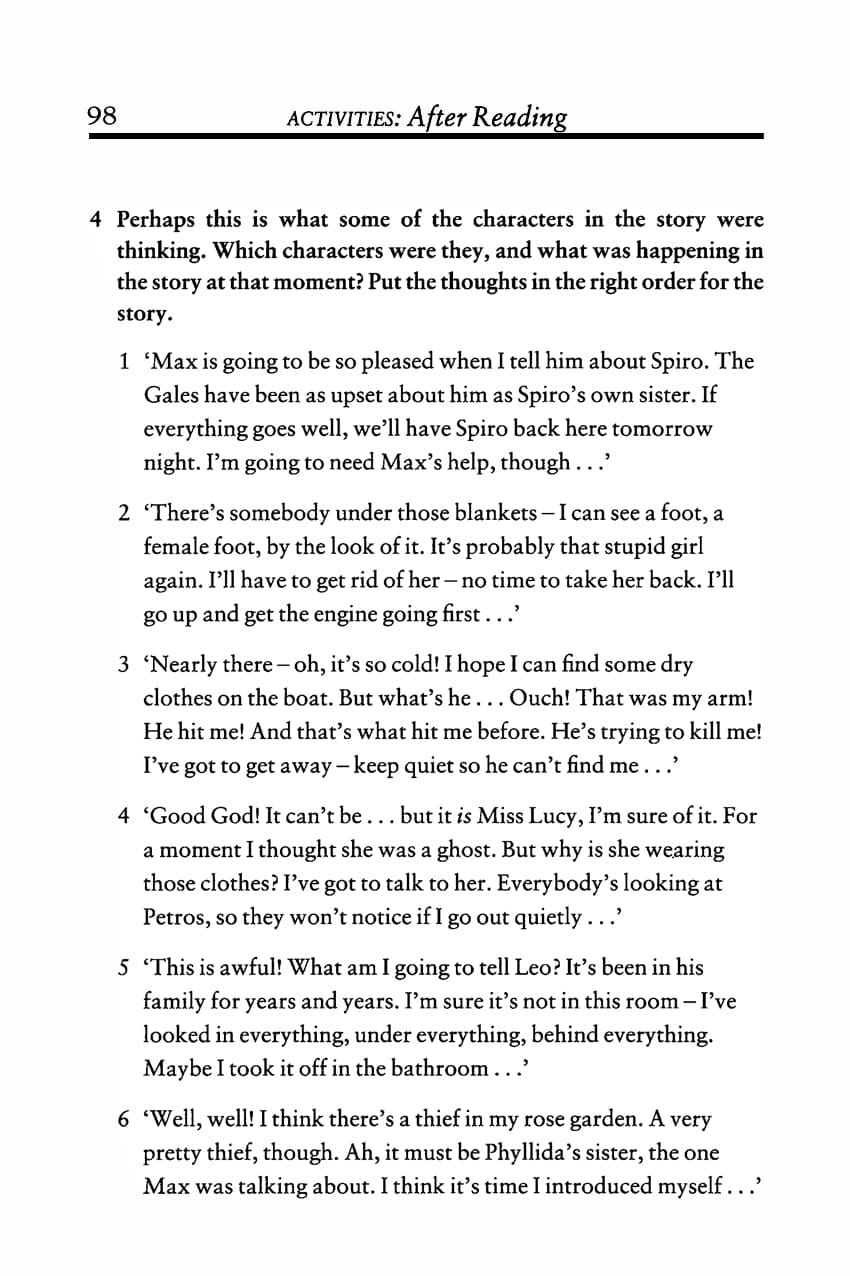 98
ACTIVITIES: After Reading
4 Perhaps this is what some of the characters in the story were
thinking. Which characters were they, and what was happening in
the story at that moment? Put the thoughts in the right order for the
story.
1 ‘Max is going to be so pleased when I tell him about Spiro. The
Gales have been as upset about him as Spiro’s own sister. If
everything goes well, we’ll have Spiro back here tomorrow
night. I’m going to need Max’s help, though . . .’
2 ‘There’s somebody under those blankets – I can see a foot, a
female foot, by the look of it. It’s probably that stupid girl
again. I’ll have to get rid of her – no time to take her back. I’ll
go up and get the engine going first . . .’
3 ‘Nearly there – oh, it’s so cold! I hope I can find some dry
clothes on the boat. But what’s he . . . Ouch! That was my arm!
He hit me! And that’s what hit me before. He’s trying to kill me!
I’ve got to get away – keep quiet so he can’t find me . . .’
4 ‘Good God! It can’t be . . . but it is Miss Lucy, I’m sure of it. For
a moment I thought she was a ghost. But why is she wearing
those clothes? I’ve got to talk to her. Everybody’s looking at
Petros, so they won’t notice if I go out quietly . . .’
5 ‘This is awful! What am I going to tell Leo? It’s been in his
family for years and years. I’m sure it’s not in this room – I’ve
looked in everything, under everything, behind everything.
Maybe I took it off in the bathroom . . .’
6 ‘Well, well! I think there’s a thief in my rose garden. A very
pretty thief, though. Ah, it must be Phyllida’s sister, the one
Max was talking about. I think it’s time I introduced myself . . .’